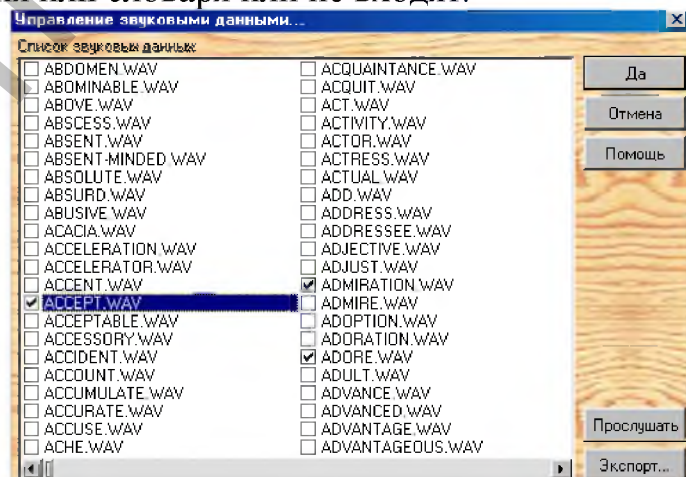 или словаря или не входят.
Управление звуковыми данными...
Список звуковых данных
ABDOMEN.WAV
ABOMINABLE.WAV
ABOVE.WAV
ABSCESS.WAV
ABSENT.WAV
ABSENT-MINDED.WAV
ABSOLUTE.WAV
ABSURD.WAV
ABUSIVE.WAV
ACACIA.WAV
ACCELERATION.WAV
ACCELERATOR.WAV
ACCENT.WAV
ACCEPT.WAV
ACCEPTABLE.WAV
ACCESSORY.WAV
ACCIDENT.WAV
ACCOUNT.WAV
ACCUMULATE.WAV
ACCURATE.WAV
ACCUSE.WAV
ACHE.WAV
ACQUAINTANCE.WAV
ACQUIT.WAV
ACT.WAV
ACTIVITY.WAV
ACTOR.WAV
ACTRESS.WAV
ACTUAL.WAV
ADD.WAV
ADDRESS.WAV
ADDRESSEE.WAV
ADJECTIVE.WAV
ADJUST.WAV
ADMIRATION.WAV
ADMIRE.WAV
ADOPTION.WAV
ADORATION.WAV
ADORE.WAV
ADULT.WAV
ADVANCE.WAV
ADVANCED.WAV
ADVANTAGE.WAV
ADVANTAGEOUS.WAV
Да
Отмена
Помощь
Прослушать
Экспорт...